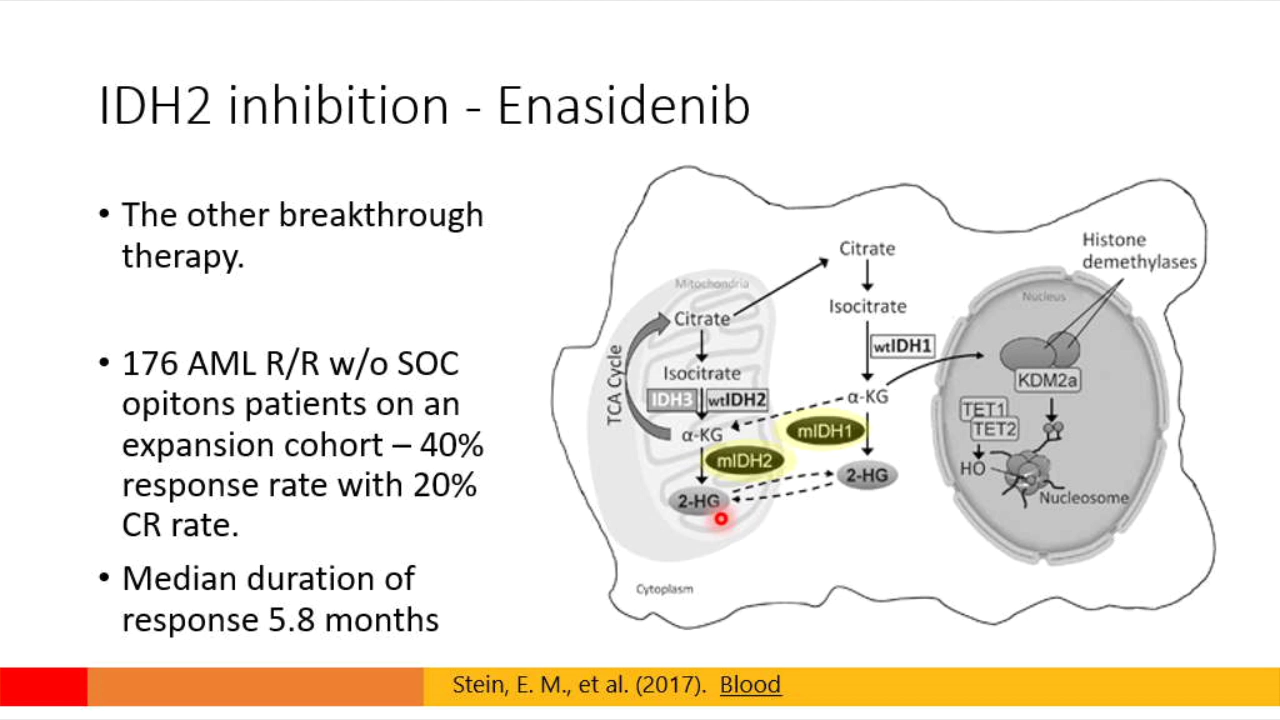 IDH2 inhibition - Enasidenib
• The other breakthrough
therapy.
• 176 AML R/R w/o SOC
opitons patients on an
expansion cohort – 40%
response rate with 20%
CR rate.
• Median duration of
response 5.8 months
Mitochondria
Citrate
Isocitrate
IDH3
wtIDH2
α-KG
mIDH2
2-HG
TCA Cycle
Citrate
Isocitrate
wtIDH1
α-KG
mIDH1
2-HG
Cytoplasm
Histone
demethylases
Nucleus
KDM2a
TET1
TET2
HO
Nucleosome
Stein, E. M., et al. (2017). Blood